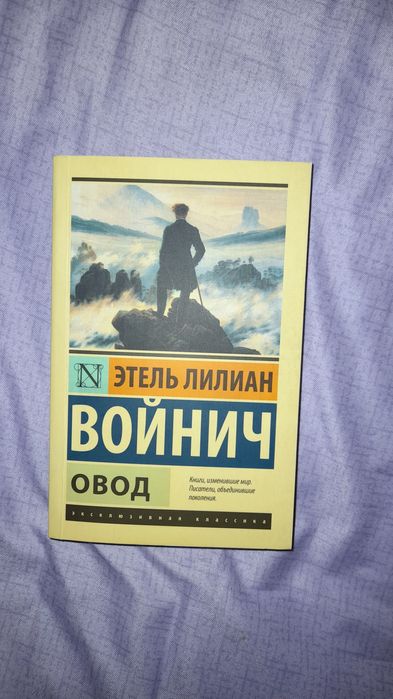 N
ЭТЕЛЬ ЛИЛИАН
ВОЙНИЧ
ОВОД
Книги, изменившие мир.
Писатели, объединившие
поколения.
эксклюзивная классика